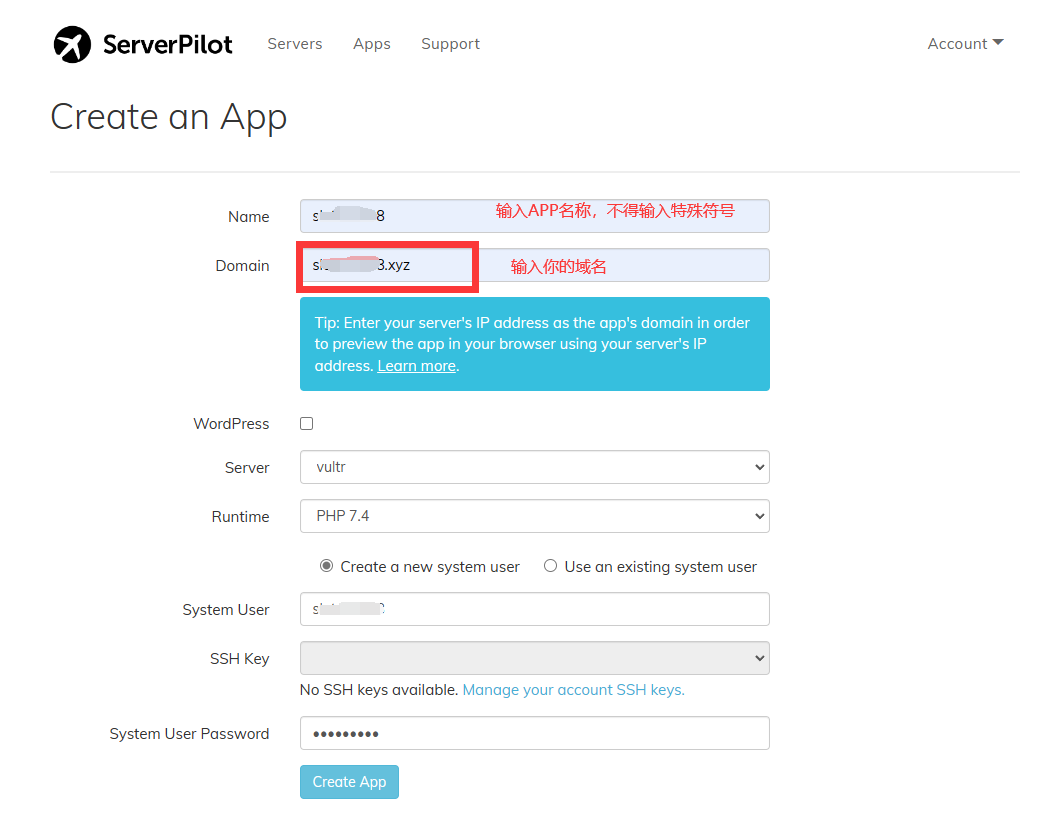 ServerPilot Servers Apps Support Account
Create an App
Name 8 输入APP名称，不得输入特殊符号
Domain .xyz 输入你的域名
Tip: Enter your server's IP address as the app's domain in order
to preview the app in your browser using your server's IP
address. Learn more.
WordPress
Server vultr
Runtime PHP 7.4
Create a new system user Use an existing system user
System User
SSH Key
No SSH keys available. Manage your account SSH keys.
System User Password •••••••••
Create App